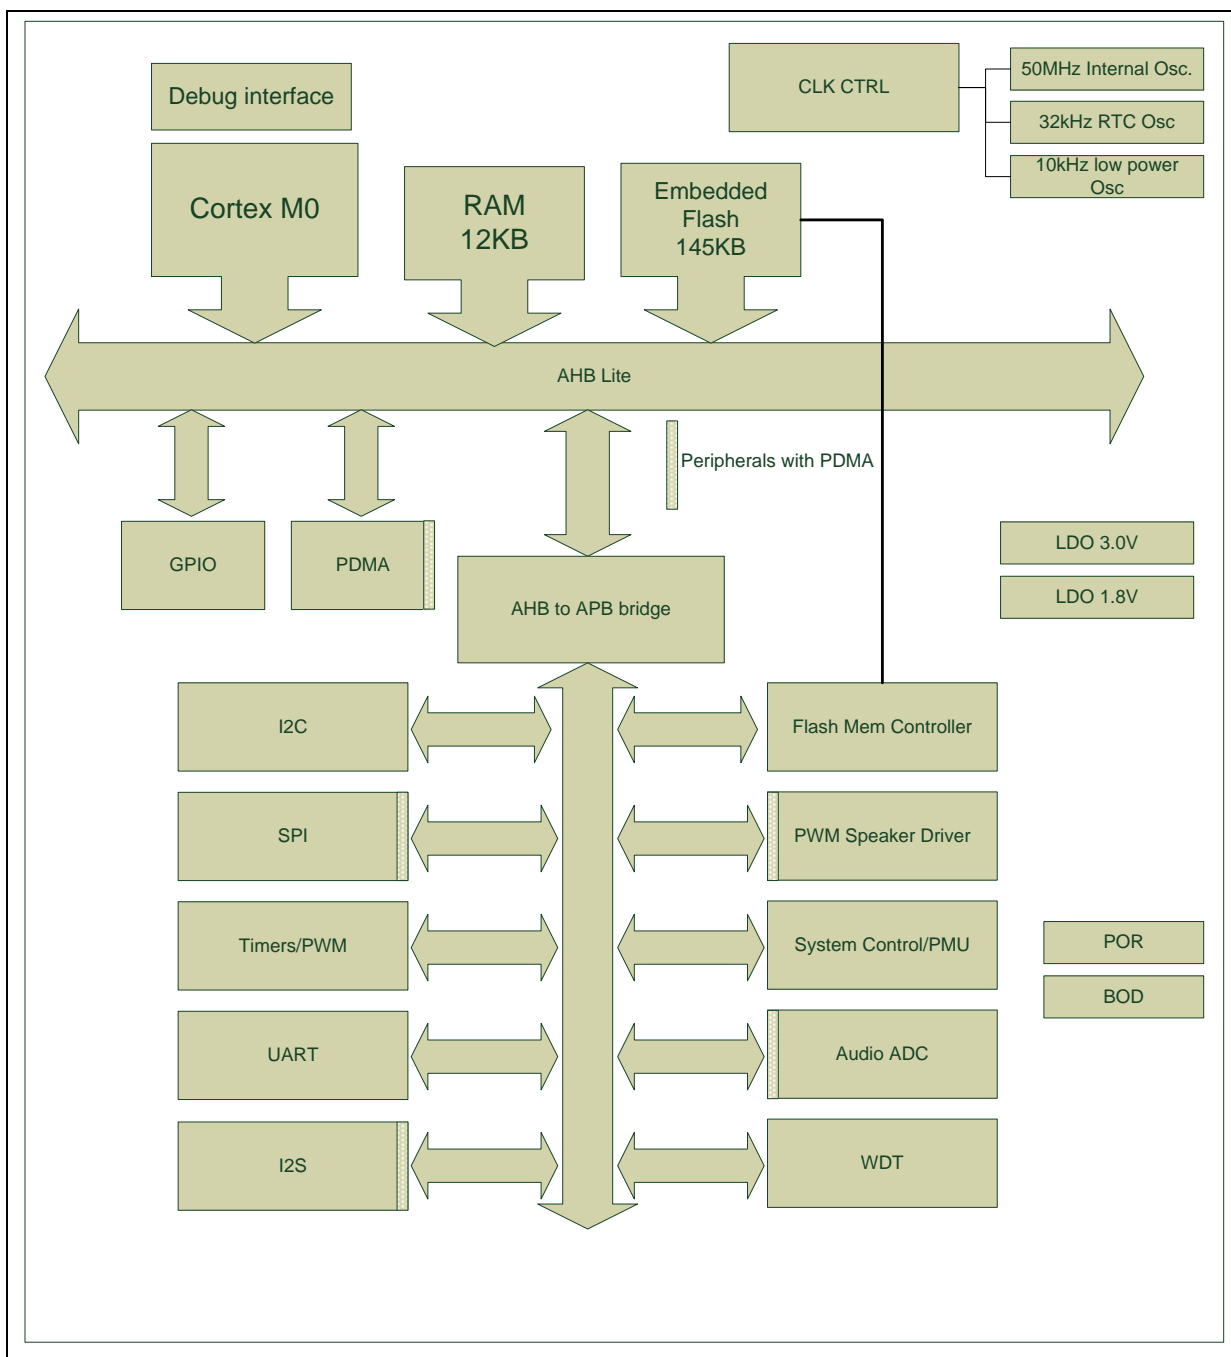 Debug interface
CLK CTRL
50MHz Internal Osc.
32kHz RTC Osc
10kHz low power
Osc
Cortex M0
RAM
12KB
Embedded
Flash
145KB
AHB Lite
Peripherals with PDMA
GPIO
PDMA
LDO 3.0V
LDO 1.8V
AHB to APB bridge
I2C
Flash Mem Controller
SPI
PWM Speaker Driver
Timers/PWM
System Control/PMU
POR
BOD
UART
Audio ADC
I2S
WDT